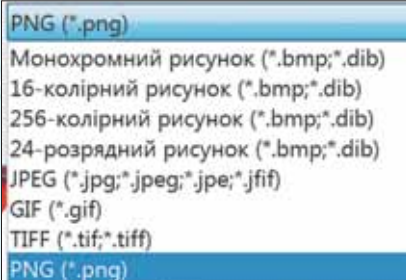 PNG (*.png)
Монохромний рисунок (*.bmp;*.dib)
16-колірний рисунок (*.bmp;*.dib)
256-колірний рисунок (*.bmp;*.dib)
24-розрядний рисунок (*.bmp;*.dib)
JPEG (*.jpg;*.jpeg;*.jpe;*.jfif)
GIF (*.gif)
TIFF (*.tif;*.tiff)
PNG (*.png)